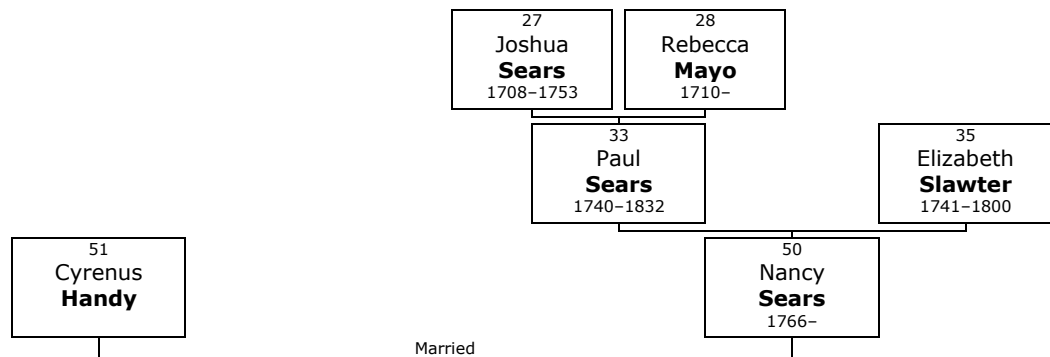 27
Joshua
Sears
1708–1753
28
Rebecca
Mayo
1710–
33
Paul
Sears
1740–1832
35
Elizabeth
Slawter
1741–1800
51
Cyrenus
Handy
50
Nancy
Sears
1766–
Married